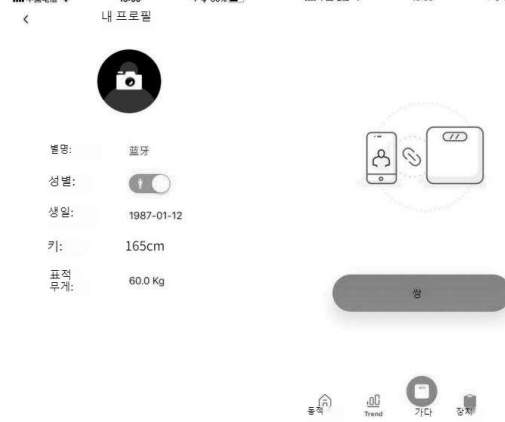 내 프로필
별명: 蓝牙
성별:
생일: 1987-01-12
키: 165cm
표적
무게: 60.0 Kg
쌍
동적 Trend 가다 장치